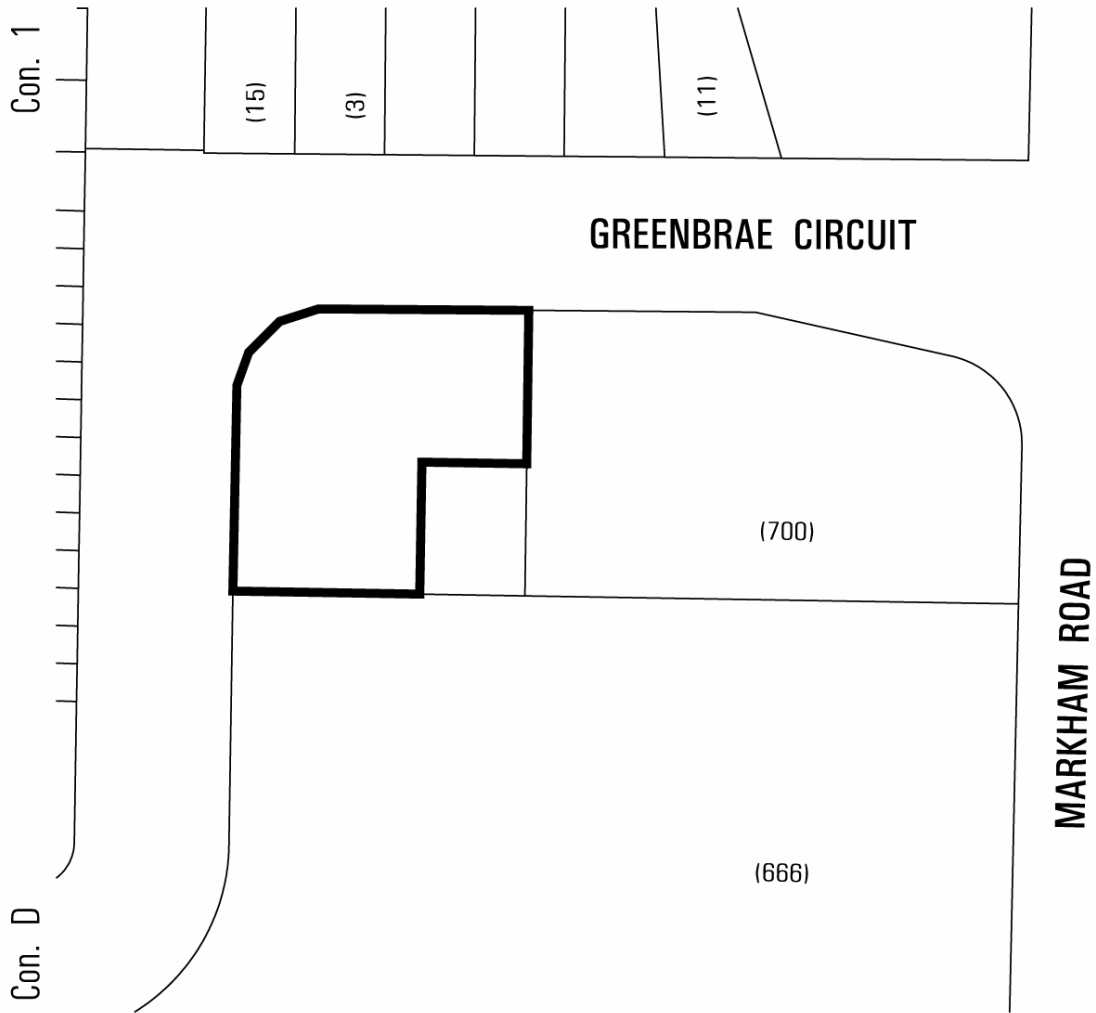 Con. 1
(15)
(3)
(11)
GREENBRAE CIRCUIT
(700)
MARKHAM ROAD
(666)
Con. D